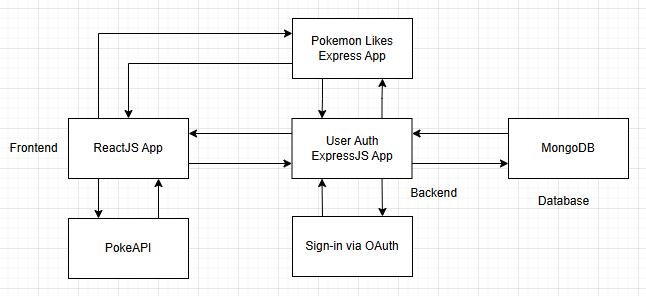 Pokemon Likes
Express App
Frontend
ReactJS App
User Auth
ExpressJS App
MongoDB
Backend
Database
PokeAPI
Sign-in via OAuth